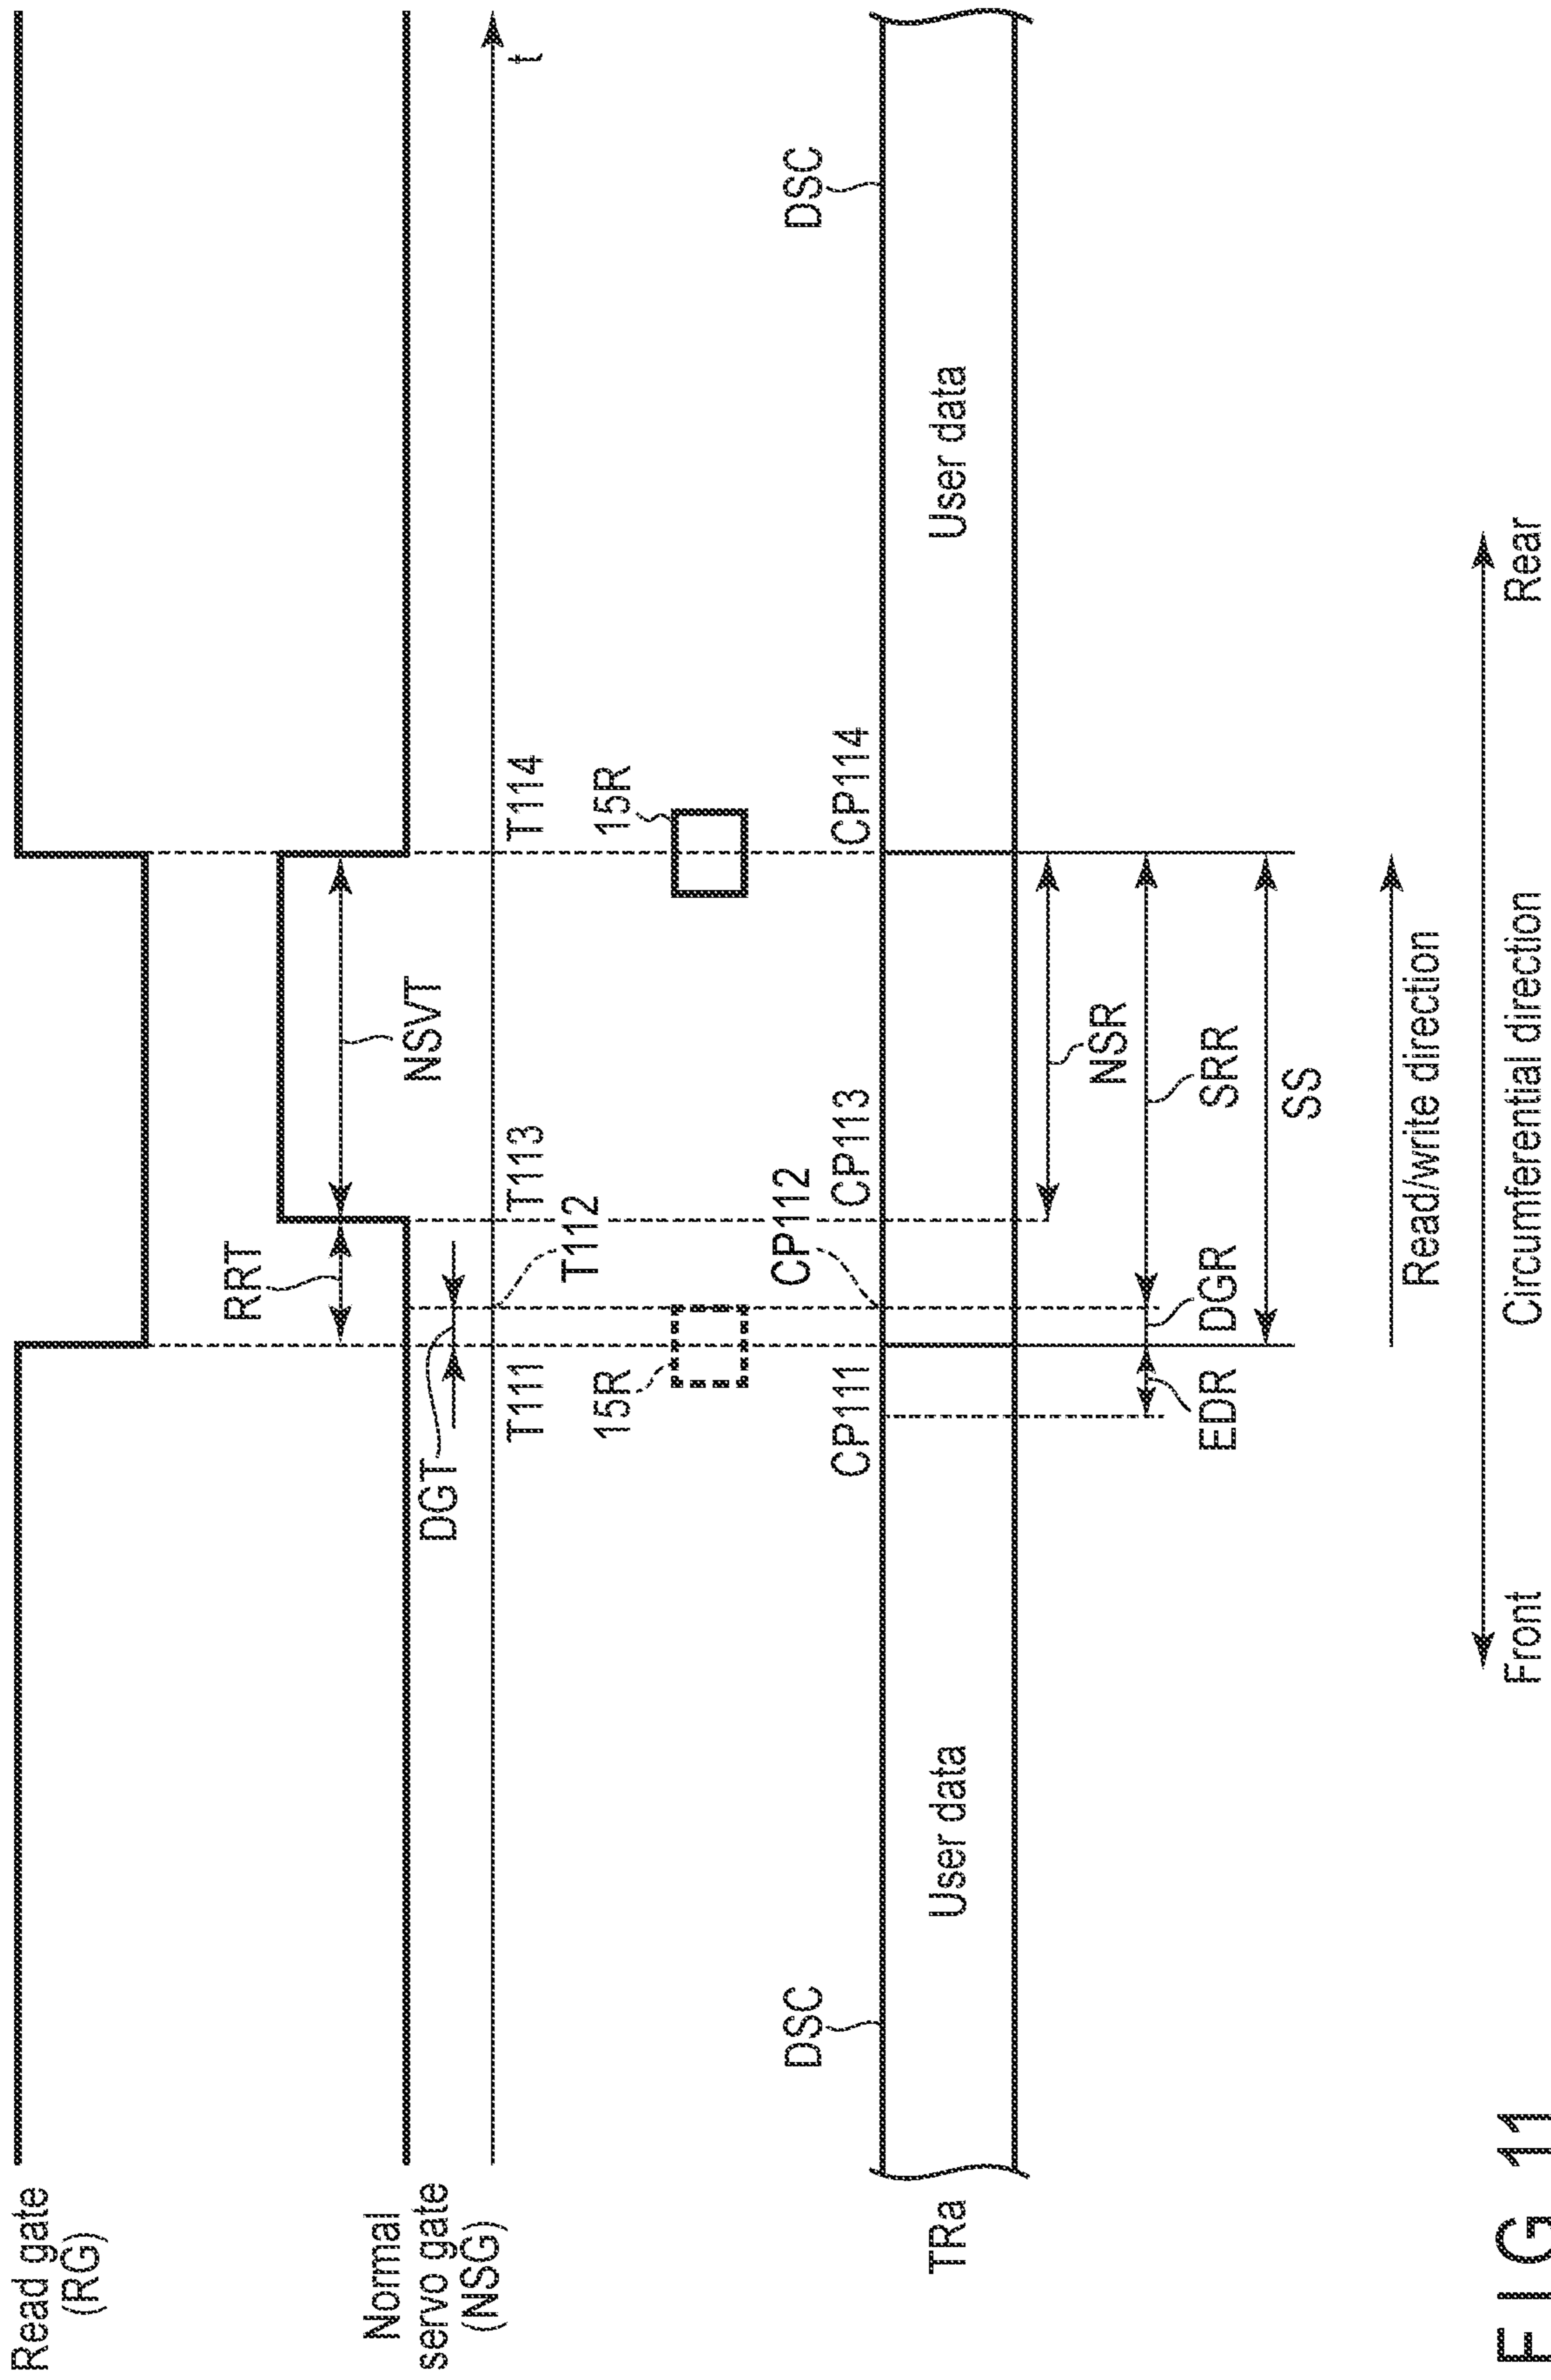 Read gate
(RG)
RRT
NSVT
Normal
servo gate
(NSG)
DGT
t
T111
T112
T113
T114
15R
15R
DSC
CP111
CP112
CP113
CP114
DSC
TRa
User data
User data
NSR
EDR
DGR
SRR
SS
Read/write direction
Front
Circumferential direction
Rear
FIG 11